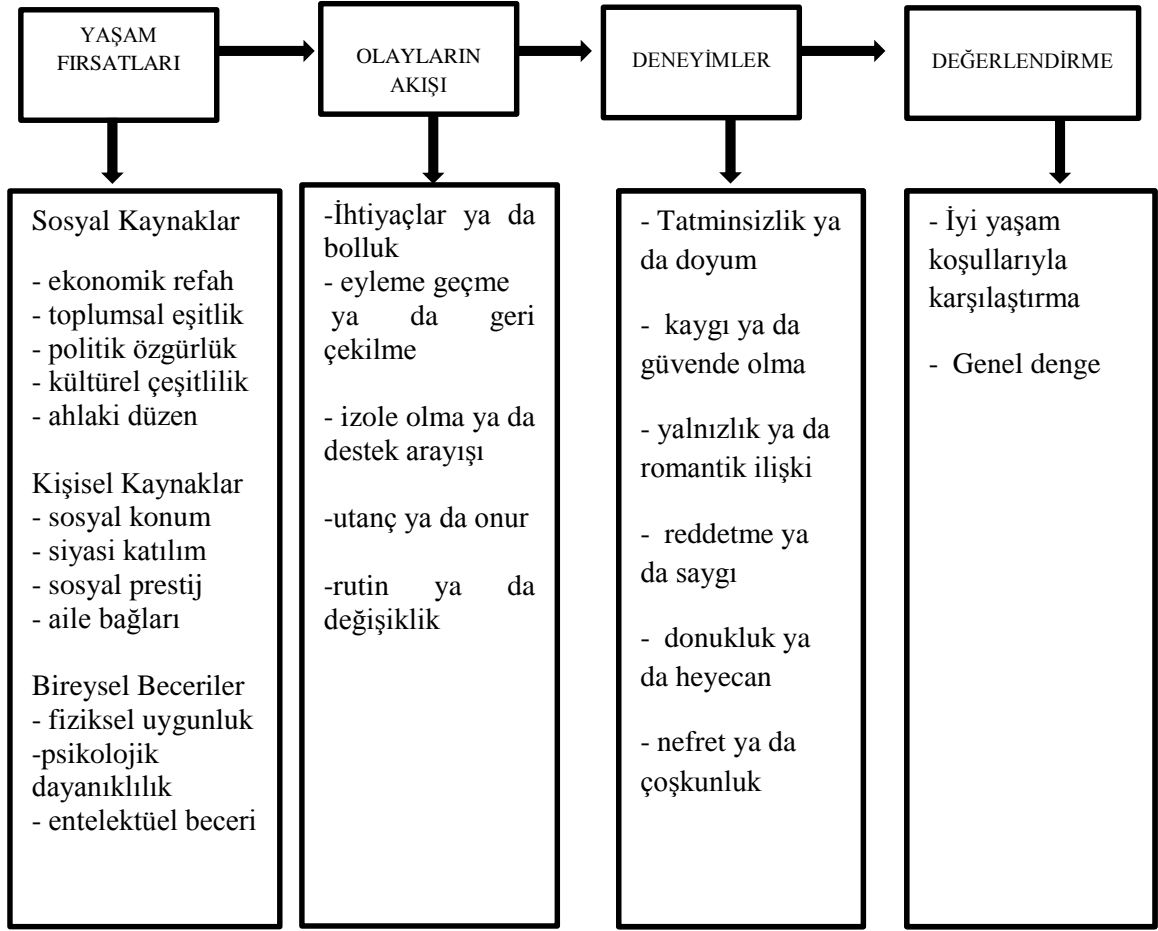 YAŞAM
FIRSATLARI
OLAYLARIN
AKIŞI
DENEYİMLER
DEĞERLENDİRME
Sosyal Kaynaklar
- ekonomik refah
- toplumsal eşitlik
- politik özgürlük
- kültürel çeşitlilik
- ahlaki düzen
Kişisel Kaynaklar
- sosyal konum
- siyasi katılım
- sosyal prestij
- aile bağları
Bireysel Beceriler
- fiziksel uygunluk
-psikolojik
dayanıklılık
- entelektüel beceri
-İhtiyaçlar ya da
bolluk
- eyleme geçme
ya da geri
çekilme
- izole olma ya da
destek arayışı
-utanç ya da onur
-rutin ya da
değişiklik
- Tatminsizlik ya
da doyum
- kaygı ya da
güvende olma
- yalnızlık ya da
romantik ilişki
- reddetme ya
da saygı
- donukluk ya
da heyecan
- nefret ya da
çoşkunluk
- İyi yaşam
koşullarıyla
karşılaştırma
- Genel denge